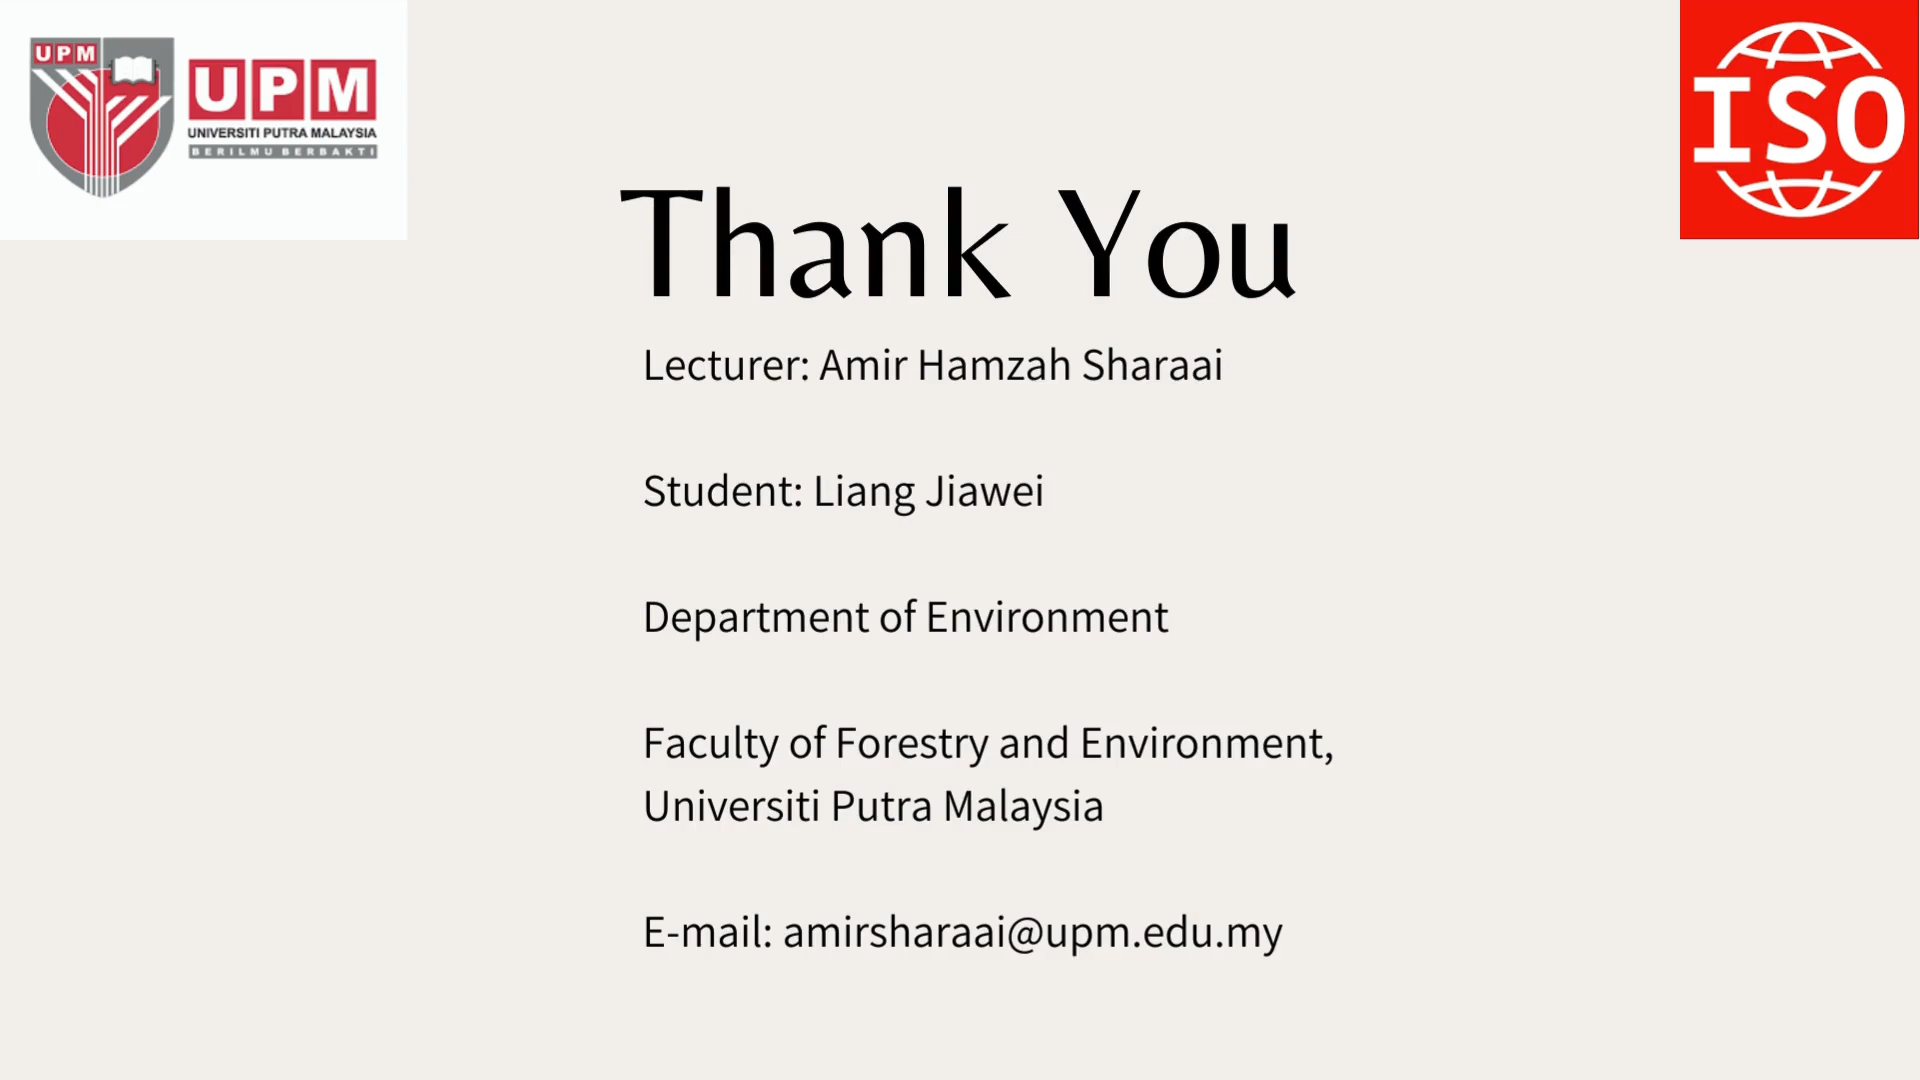 UPM
UPM
UNIVERSITI PUTRA MALAYSIA
BERILMU BERBAKTI
ISO
Thank You
Lecturer: Amir Hamzah Sharaai
Student: Liang Jiawei
Department of Environment
Faculty of Forestry and Environment,
Universiti Putra Malaysia
E-mail: amirsharaai@upm.edu.my